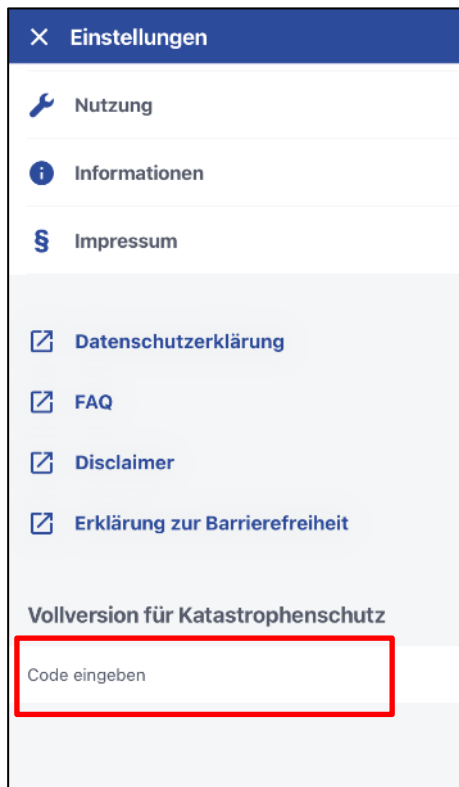 Einstellungen
Nutzung
Informationen
§ Impressum
Datenschutzerklärung
FAQ
Disclaimer
Erklärung zur Barrierefreiheit
Vollversion für Katastrophenschutz
Code eingeben